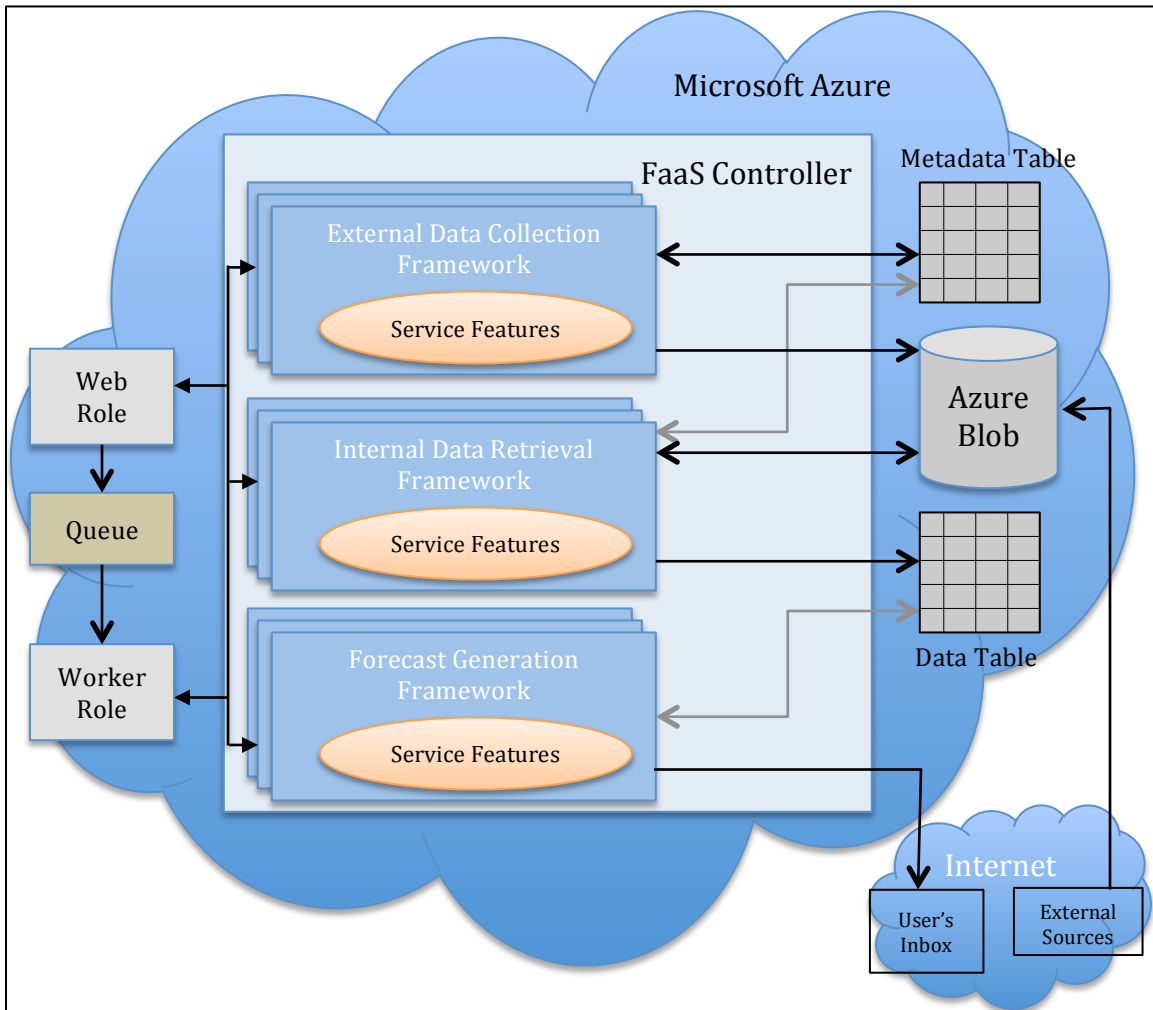 Microsoft Azure
FaaS Controller
Metadata Table
External Data Collection
Framework
Service Features
Web
Role
Azure
Blob
Internal Data Retrieval
Framework
Service Features
Queue
Forecast Generation
Framework
Service Features
Worker
Role
Data Table
Internet
User's
Inbox
External
Sources